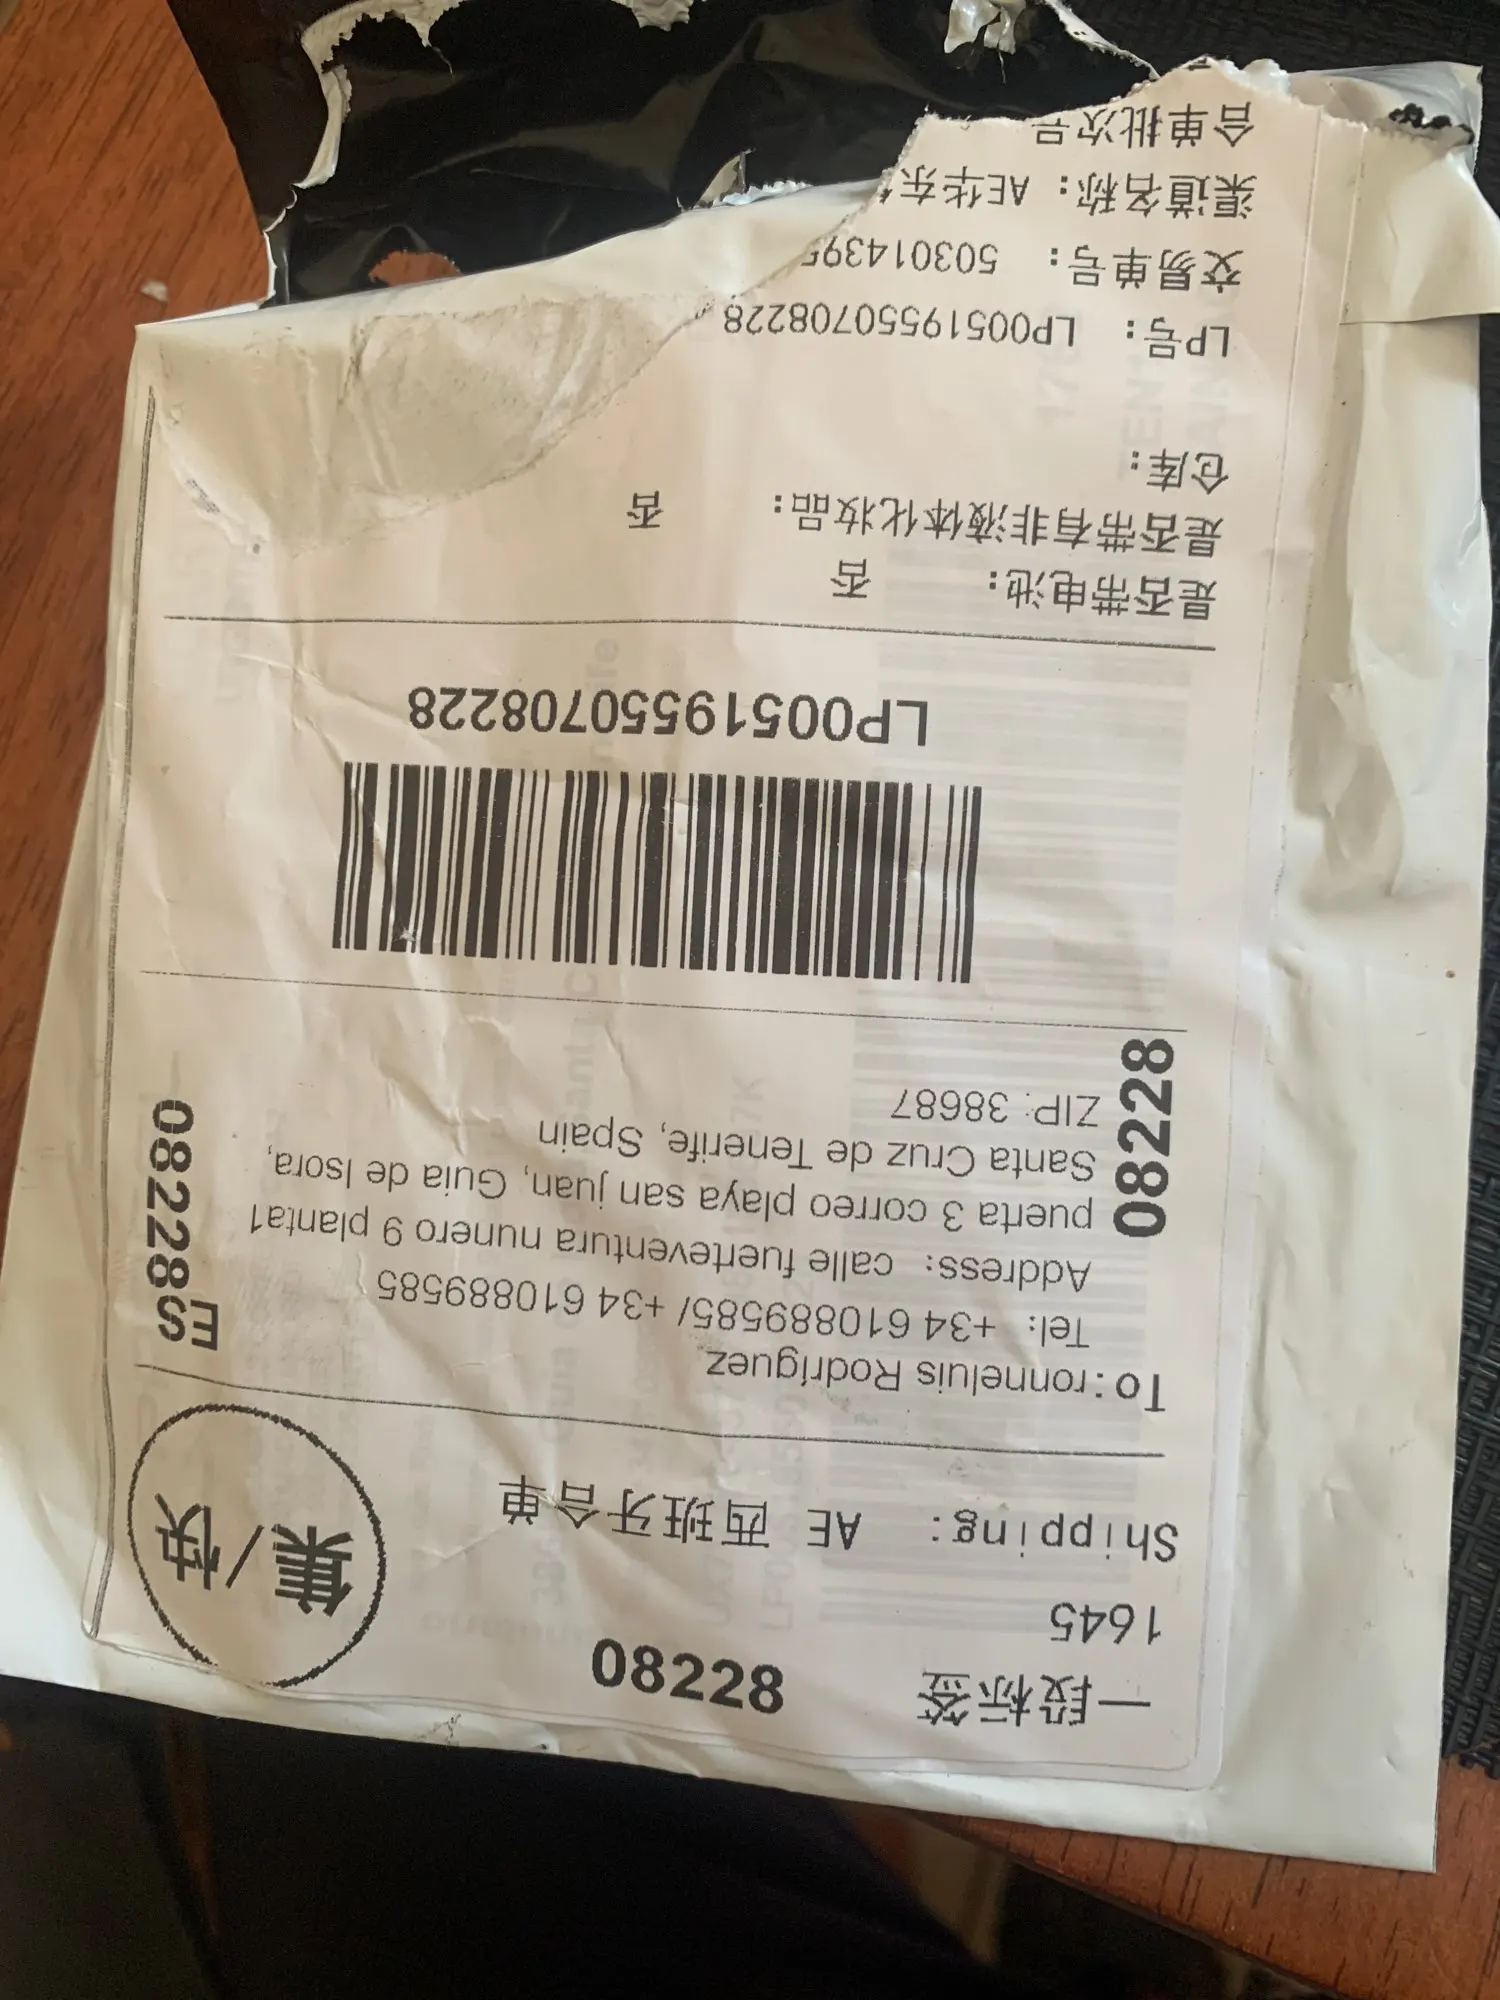 一段标签 08228
1645
集/快
Shipping: AE 西班牙合单
To:ronneluis Rodríguez
Tel: +34 610889585/ +34 610889585
Address: calle fuerteventura nunero 9 planta1
puerta 3 correo playa san juan, Guia de Isora,
Santa Cruz de Tenerife, Spain
ZIP: 38687
ES
08228
08228
LP00519550708228
是否带电池: 否
是否带有非液体化妆品: 否
仓库:
LP号: LP00519550708228
交易单号: 50301439
渠道名称: AE华东
合单批次号